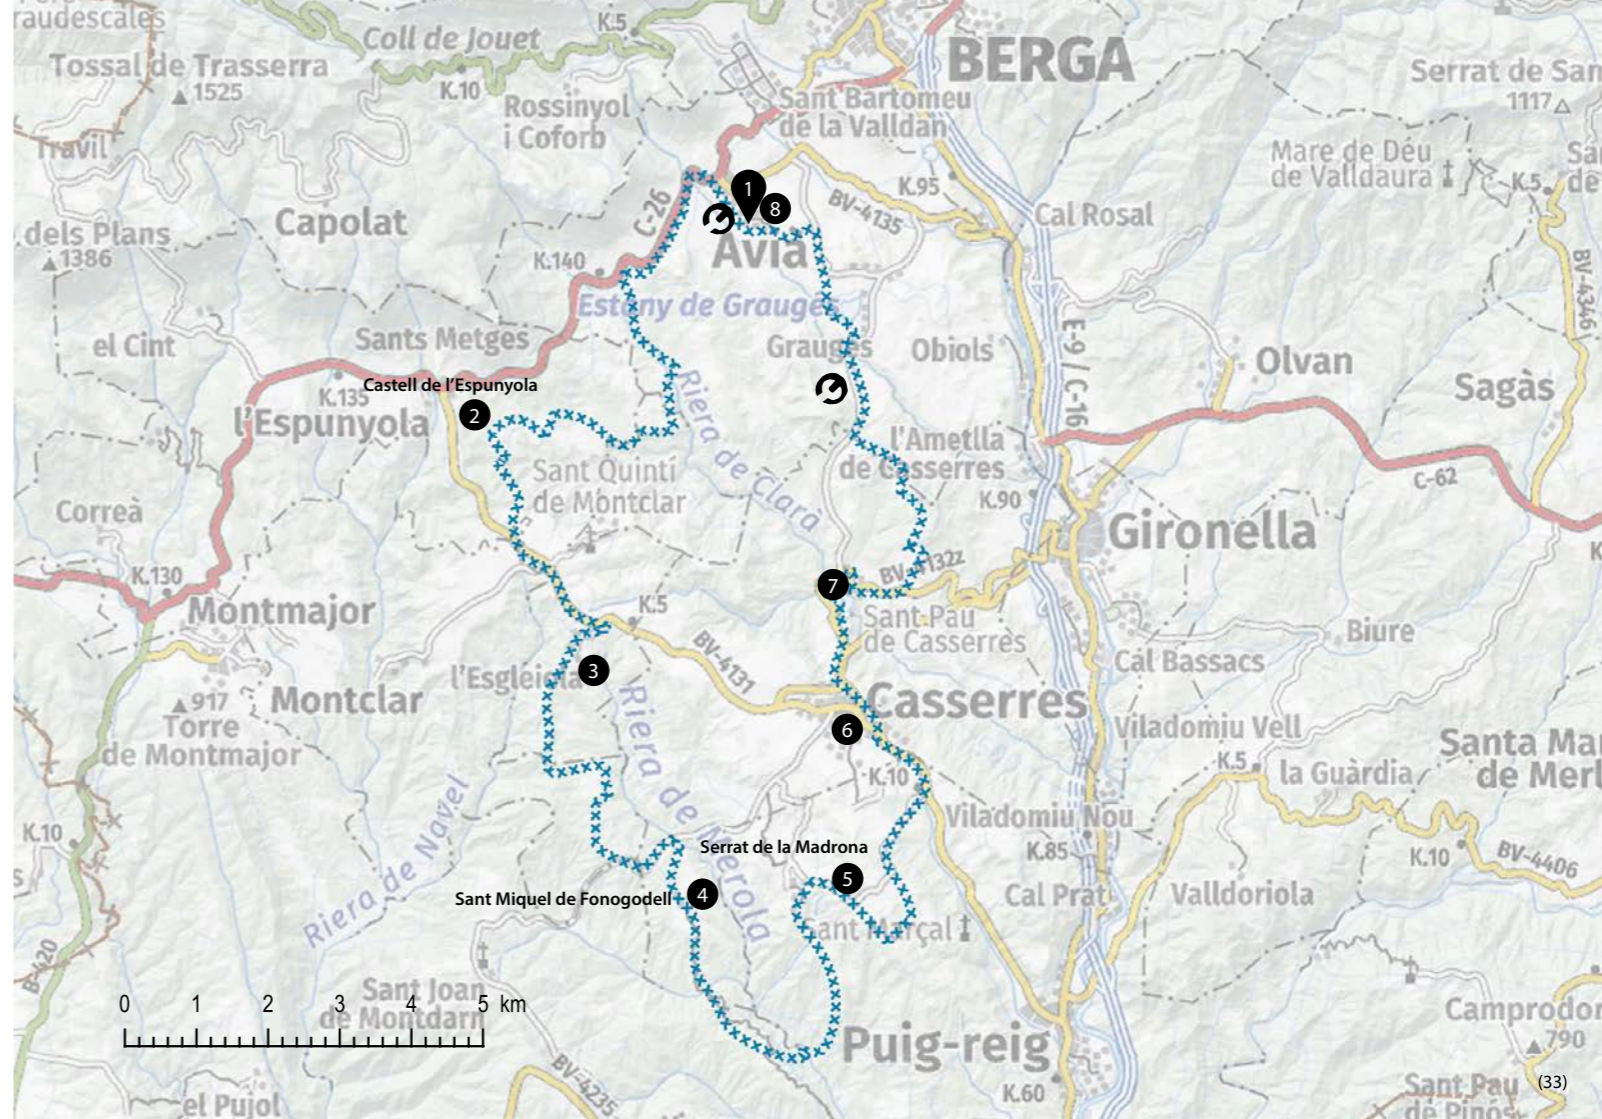 raudescales
K.5
Coll de Jouet
BERGA
Tossal de Trasserra
1525
K.10
Rossinyol
i Coforb
Sant Bartomeu
de la Valldan
Serrat de San
1117
Travil
C-26
1
8
K.95
BV-4135
Mare de Déu
de Valldaura
K.5
Sa
de
Cal Rosal
Capolat
dels Plans
1386
K.140
Avià
Estany de Graugés
BV-4346
el Cint
Sants Metges
Graugés
Obiols
E-9 / C-16
Olvan
Sagàs
Castell de l'Espunyola
K.135
2
l'Espunyola
Riera de Clarà
l'Ametlla
de Casserres
K.90
C-62
Sant Quintí
de Montclar
Correà
Gironella
K.130
Montmajor
K.5
7
Sant Pau
de Casserres
Biure
Cal Bassacs
BV-4131
l'Esgleiola
3
917
Torre
de Montmajor
Montclar
Casserres
6
Viladomiu Vell
Riera de Merola
K.10
K.5
la Guàrdia
Santa Mar
de Merl
Riera de Navel
K.10
Viladomiu Nou
Serrat de la Madrona
5
K.85
K.10
BV-4406
Sant Miquel de Fonogodell
4
Cal Prat
Valldoriola
Sant Marçal
B-420
0 1 2 3 4 5 km
Sant Joan
de Montdarn
Puig-reig
Camprodon
790
BV-4235
K.60
el Pujol
Sant Pau
de Pinós
(33)